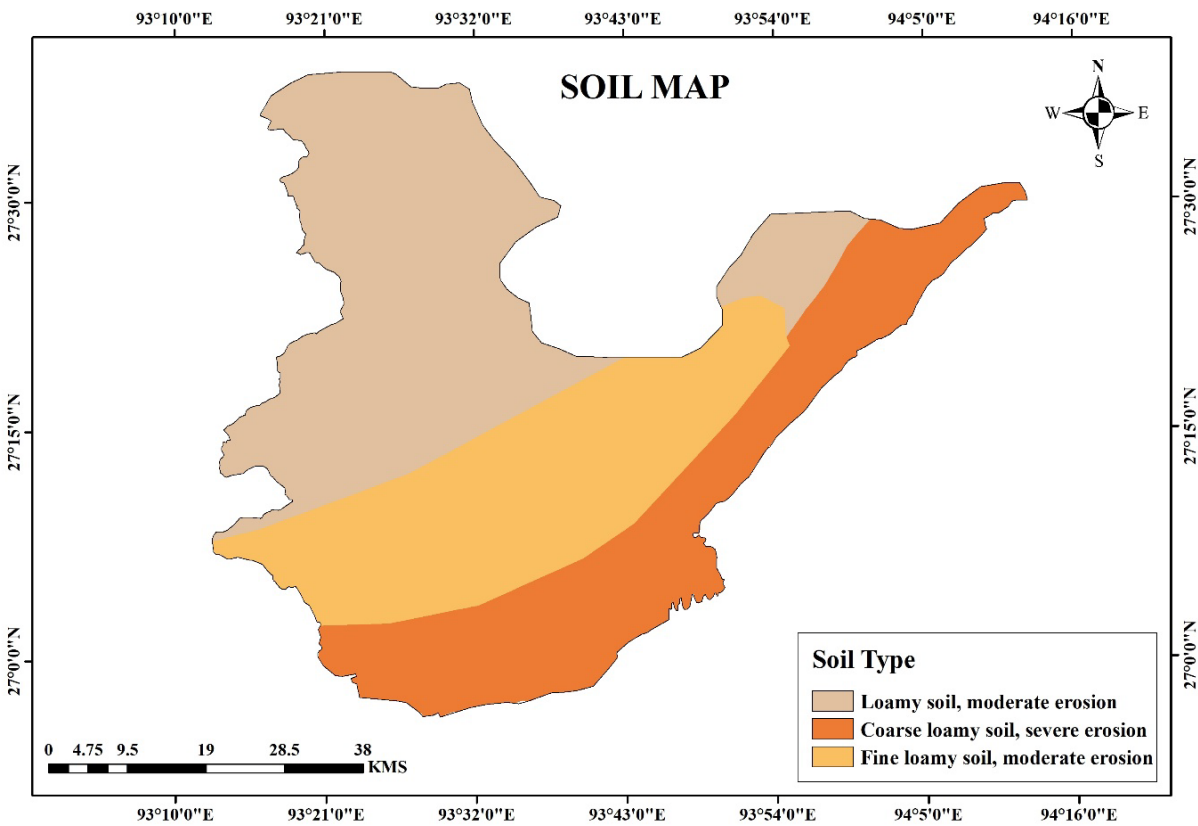 93°10'0"E 93°21'0"E 93°32'0"E 93°43'0"E 93°54'0"E 94°5'0"E 94°16'0"E
SOIL MAP
N
W E
S
27°30'0"N 27°30'0"N
27°15'0"N 27°15'0"N
27°0'0"N 27°0'0"N
Soil Type
Loamy soil, moderate erosion
Coarse loamy soil, severe erosion
Fine loamy soil, moderate erosion
0 4.75 9.5 19 28.5 38
KMS
93°10'0"E 93°21'0"E 93°32'0"E 93°43'0"E 93°54'0"E 94°5'0"E 94°16'0"E